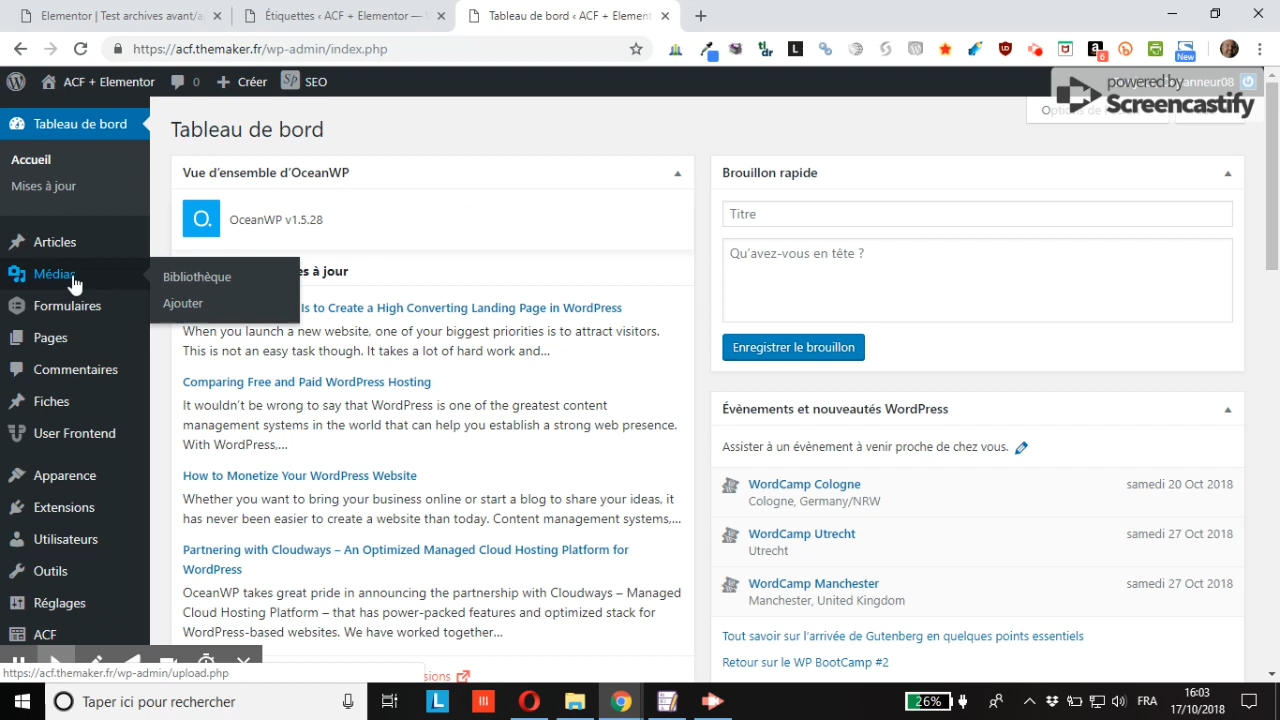 Elementor | Test archives avant/a
Étiquettes ‹ ACF + Elementor — W
Tableau de bord ‹ ACF + Element
https://acf.themaker.fr/wp-admin/index.php
ACF + Elementor
0
Créer
SEO
anneur08
powered by
Screencastify
Tableau de bord
Accueil
Mises à jour
Articles
Médias
Bibliothèque
Ajouter
Formulaires
Pages
Commentaires
Fiches
User Frontend
Apparence
Extensions
Utilisateurs
Outils
Réglages
ACF
Tableau de bord
Vue d'ensemble d'OceanWP
O.
OceanWP v1.5.28
es à jour
ls to Create a High Converting Landing Page in WordPress
When you launch a new website, one of your biggest priorities is to attract visitors.
This is not an easy task though. It takes a lot of hard work and...
Comparing Free and Paid WordPress Hosting
It wouldn't be wrong to say that WordPress is one of the greatest content
management systems in the world that can help you establish a strong web presence.
With WordPress,...
How to Monetize Your WordPress Website
Whether you want to bring your business online or start a blog to share your ideas, it
has never been easier to create a website than today. Content management systems,...
Partnering with Cloudways – An Optimized Managed Cloud Hosting Platform for
WordPress
OceanWP takes great pride in announcing the partnership with Cloudways – Managed
Cloud Hosting Platform – that has power-packed features and optimized stack for
WordPress-based websites. We have worked together...
Brouillon rapide
Titre
Qu'avez-vous en tête ?
Enregistrer le brouillon
Évènements et nouveautés WordPress
Assister à un évènement à venir proche de chez vous.
WordCamp Cologne
samedi 20 Oct 2018
Cologne, Germany/NRW
WordCamp Utrecht
samedi 27 Oct 2018
Utrecht
WordCamp Manchester
samedi 27 Oct 2018
Manchester, United Kingdom
Tout savoir sur l'arrivée de Gutenberg en quelques points essentiels
Retour sur le WP BootCamp #2
https://acf.themaker.fr/wp-admin/upload.php
sions
Taper ici pour rechercher
26%
FRA
16:03
17/10/2018